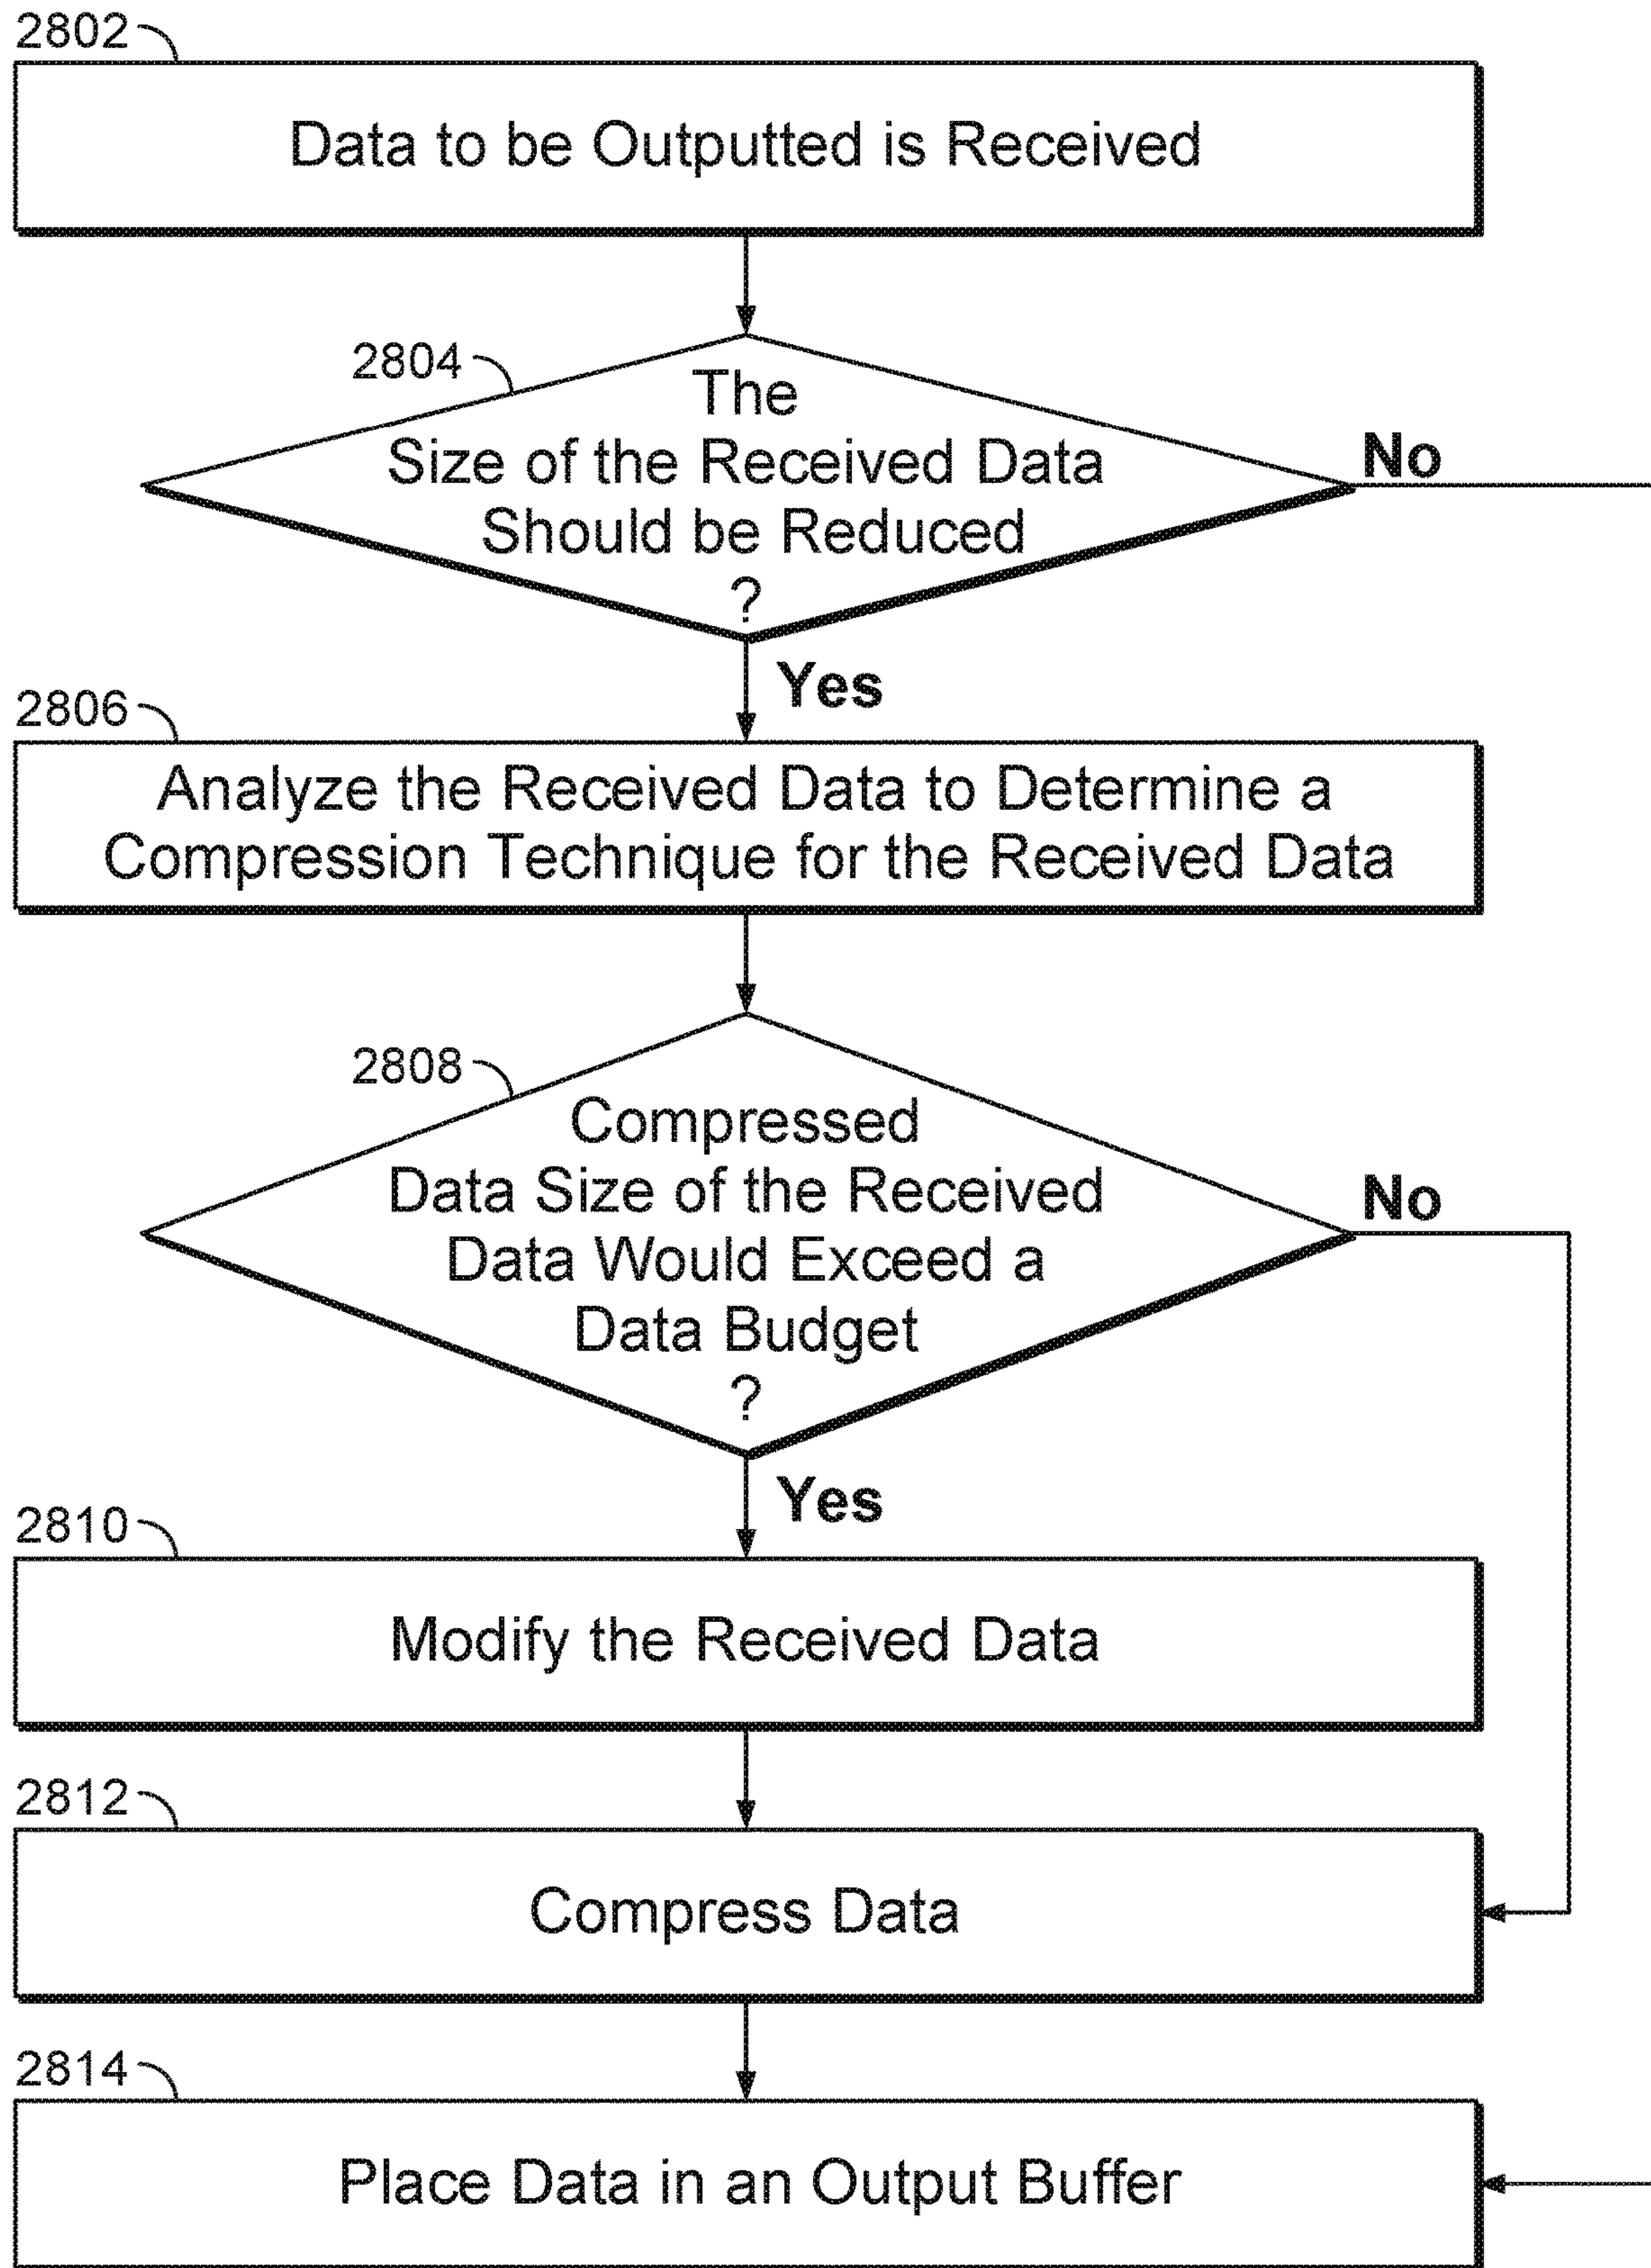 2802
Data to be Outputted is Received
2804
The
Size of the Received Data
Should be Reduced
?
No
Yes
2806
Analyze the Received Data to Determine a
Compression Technique for the Received Data
2808
Compressed
Data Size of the Received
Data Would Exceed a
Data Budget
?
No
Yes
2810
Modify the Received Data
2812
Compress Data
2814
Place Data in an Output Buffer